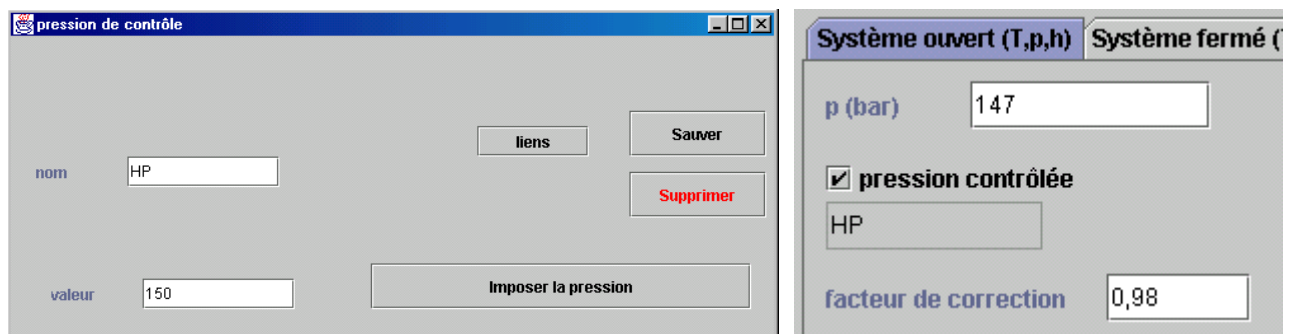 pression de contrôle
liens
Sauver
nom
HP
Supprimer
valeur
150
Imposer la pression
Système ouvert (T,p,h)
Système fermé (
p (bar)
147
pression contrôlée
HP
facteur de correction
0,98